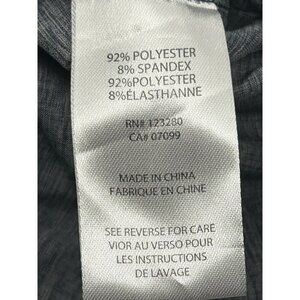 92% POLYESTER
8% SPANDEX
92%POLYESTER
8%ÉLASTHANNE
RN# 123280
CA# 07099
MADE IN CHINA
FABRIQUE EN CHINE
SEE REVERSE FOR CARE
VIOR AU VERSO POUR
LES INSTRUCTIONS
DE LAVAGE